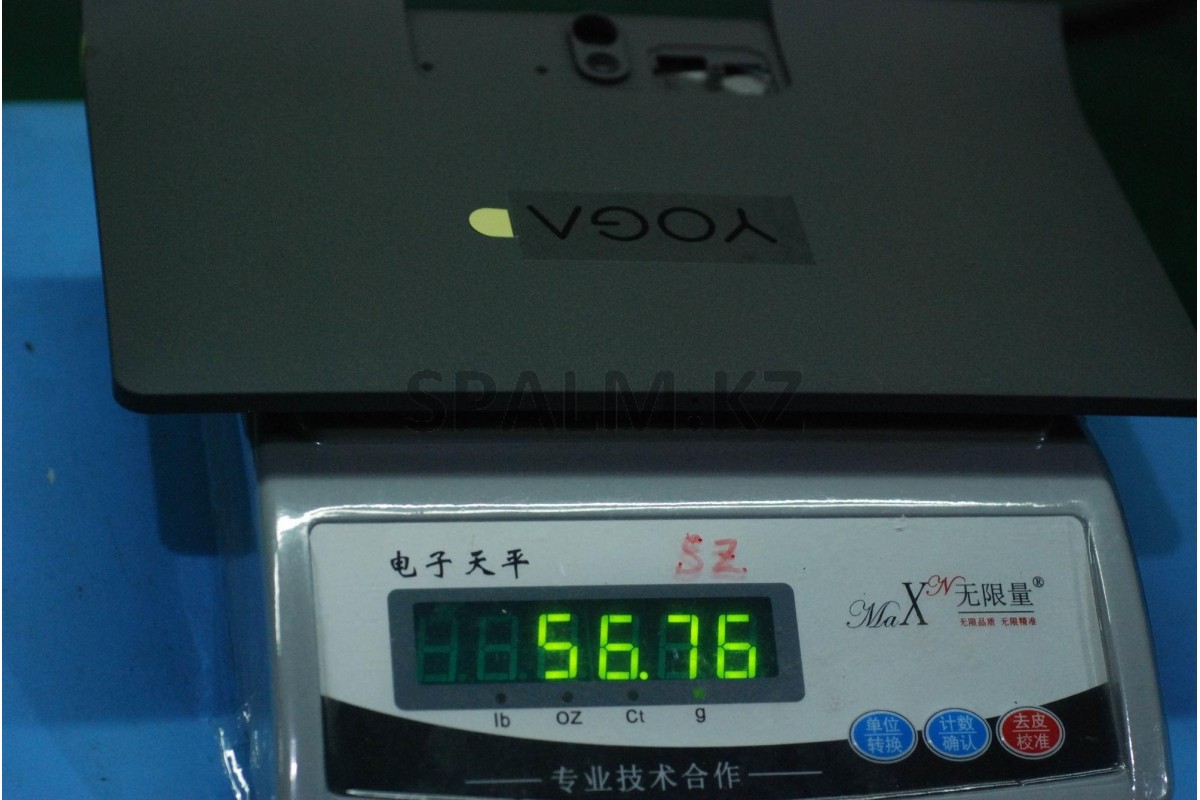 YOGA
SPALM.KZ
电子天平
SZ
MaX N 无限量®
无限品质 无限精准
56.76
lb OZ Ct g
单位
转换
计数
确认
去皮
校准
专业技术合作